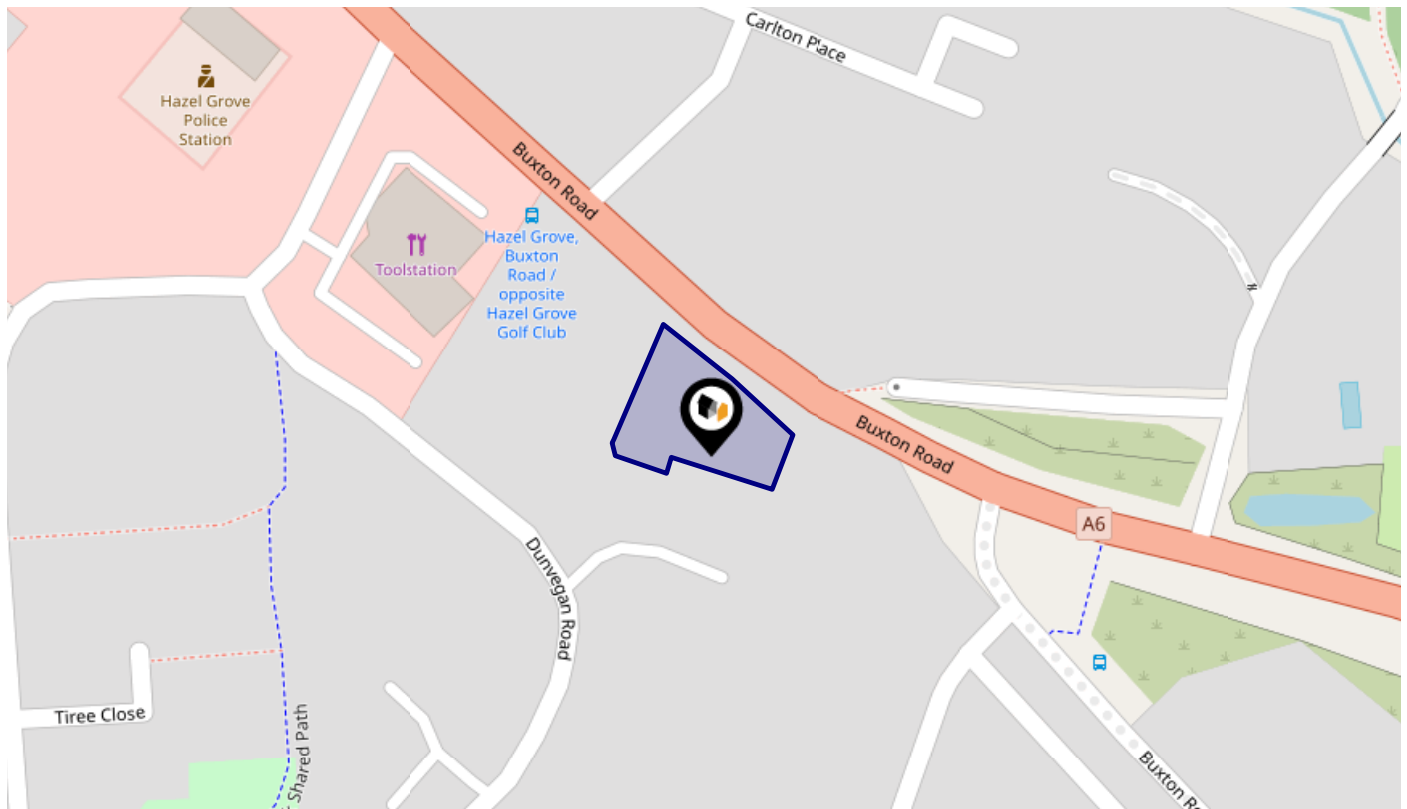 Carlton Place
Hazel Grove
Police
Station
Buxton Road
Hazel Grove,
Buxton
Road /
opposite
Hazel Grove
Golf Club
Toolstation
Buxton Road
A6
Dunvegan Road
Tiree Close
Shared Path
Buxton Ro